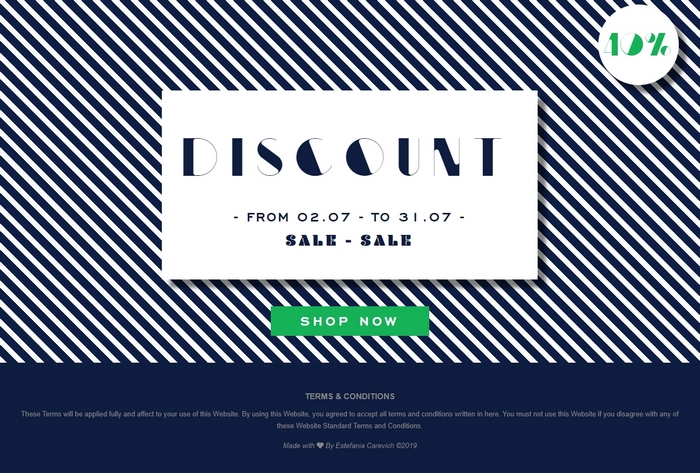 40%
DISCOUNT
- FROM 02.07 - TO 31.07 -
SALE - SALE
SHOP NOW
TERMS & CONDITIONS
These Terms will be applied fully and affect to your use of this Website. By using this Website, you agreed to accept all terms and conditions written in here. You must not use this Website if you disagree with any of
these Website Standard Terms and Conditions.
Made with ❤ By Estefania Carevich ©2019